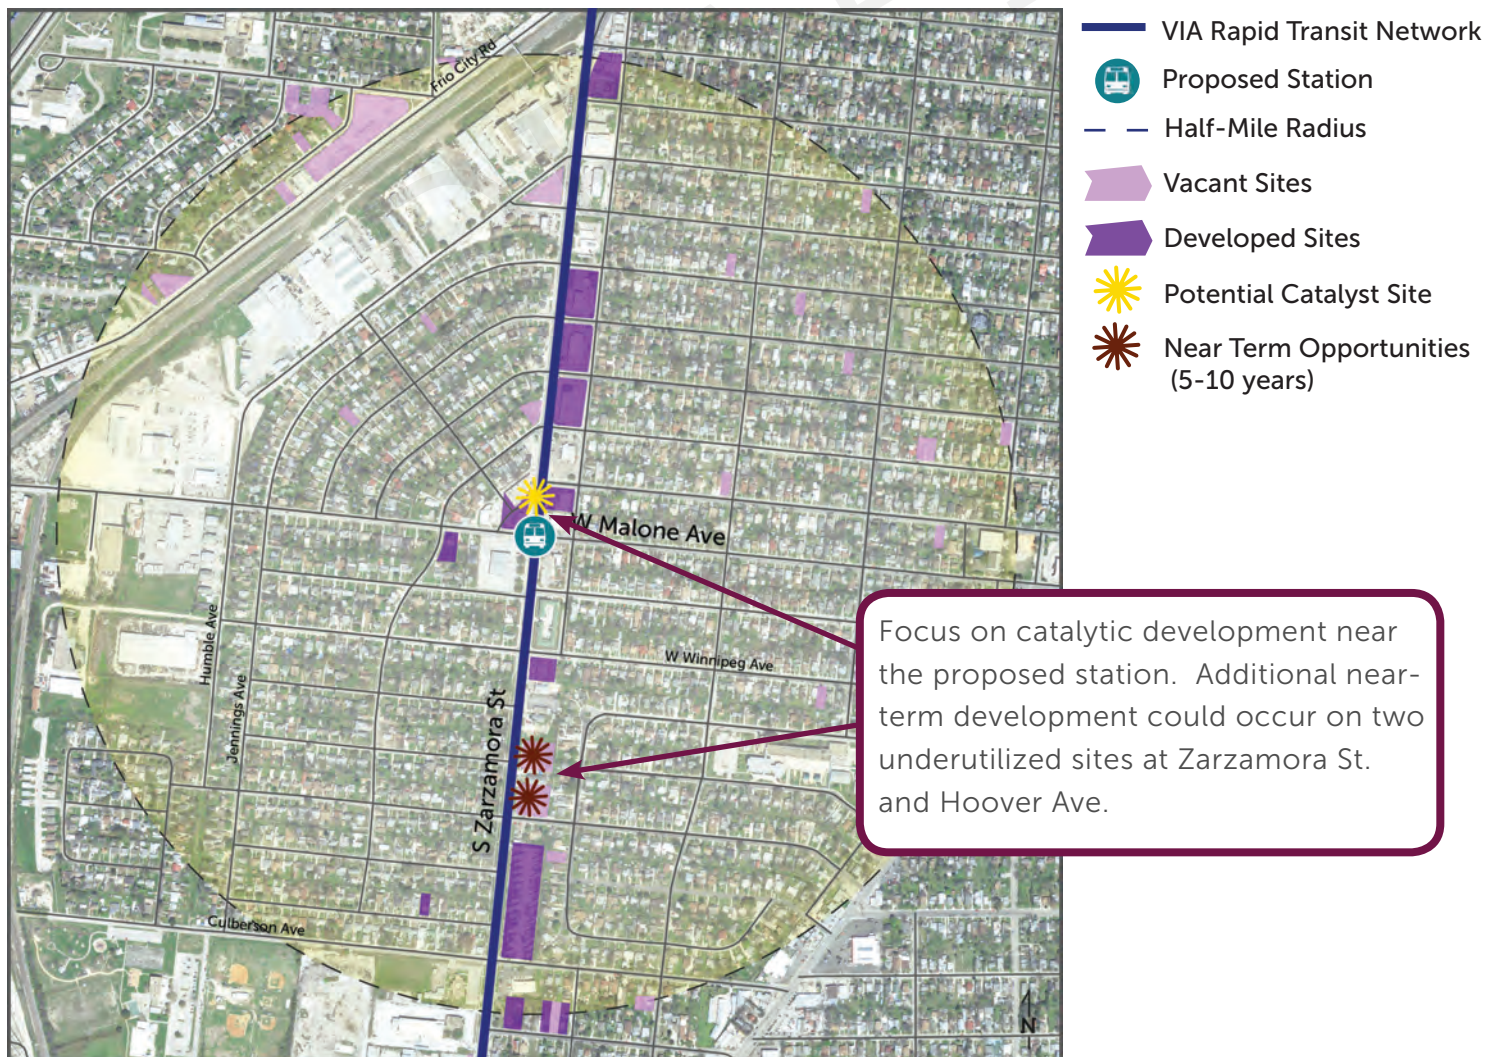 VIA Rapid Transit Network
Proposed Station
Half-Mile Radius
Vacant Sites
Developed Sites
Potential Catalyst Site
Near Term Opportunities
(5-10 years)
Frio City Rd
W Malone Ave
Humble Ave
Jennings Ave
W Winnipeg Ave
S Zarzamora St
Culberson Ave
Focus on catalytic development near
the proposed station.  Additional near-
term development could occur on two
underutilized sites at Zarzamora St.
and Hoover Ave.
N